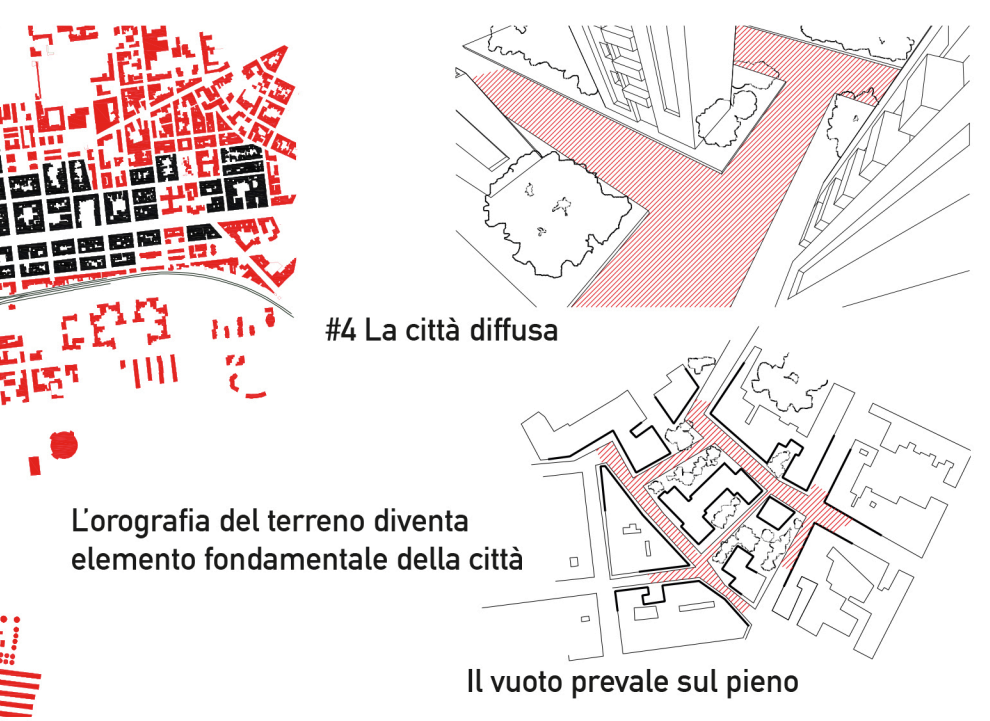 #4 La città diffusa
L'orografia del terreno diventa
elemento fondamentale della città
Il vuoto prevale sul pieno